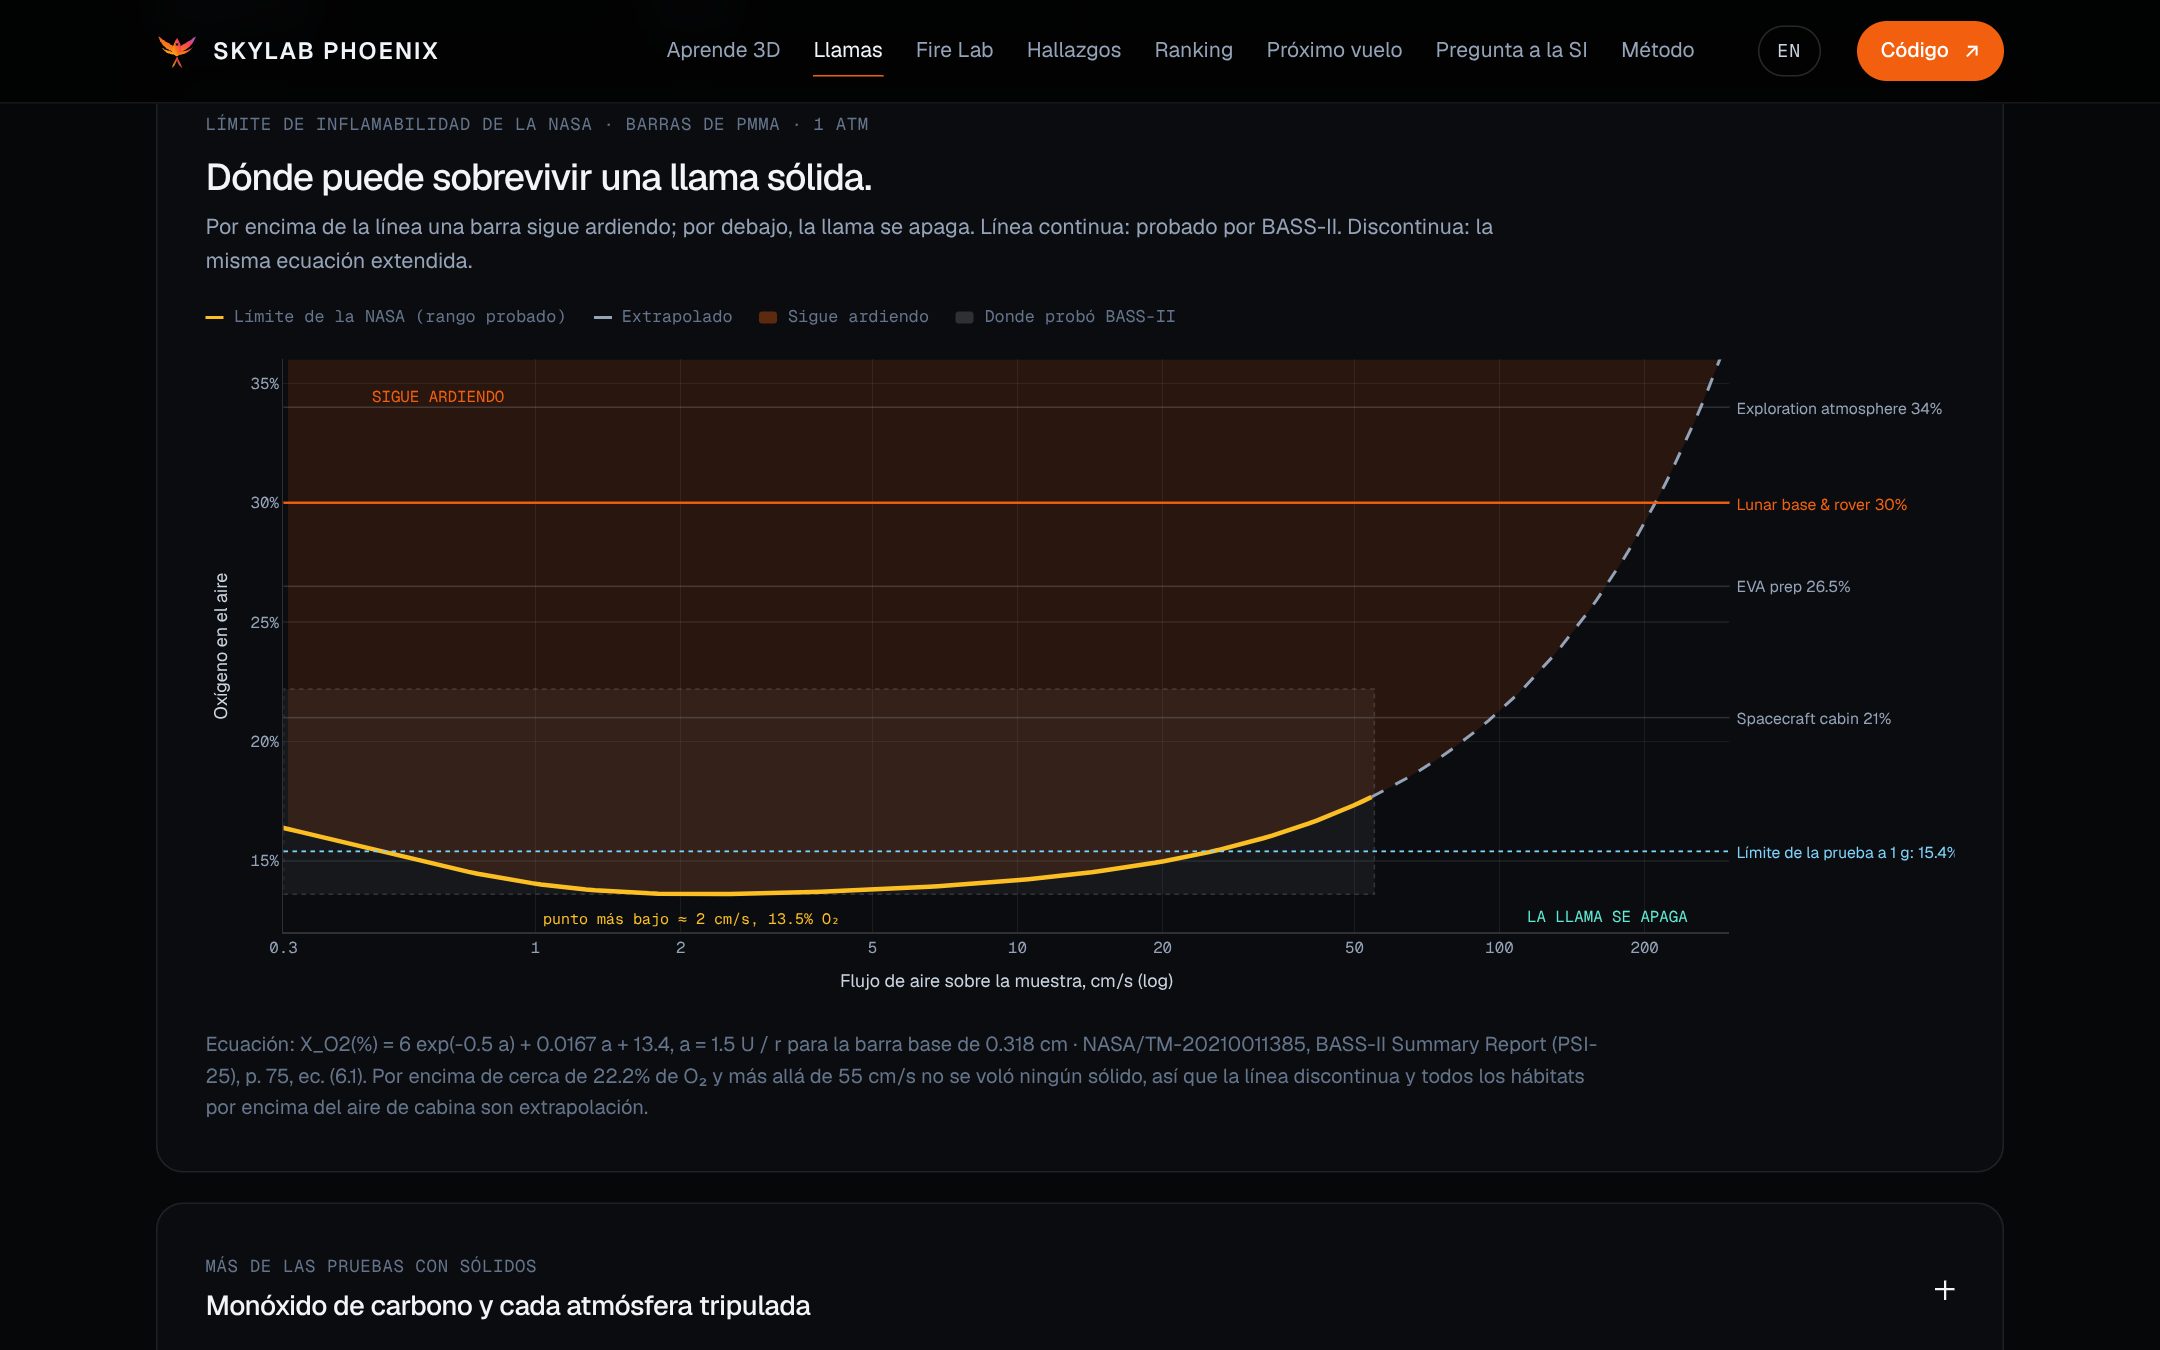 SKYLAB PHOENIX
Aprende 3D
Llamas
Fire Lab
Hallazgos
Ranking
Próximo vuelo
Pregunta a la SI
Método
EN
Código
LÍMITE DE INFLAMABILIDAD DE LA NASA · BARRAS DE PMMA · 1 ATM
Dónde puede sobrevivir una llama sólida.
Por encima de la línea una barra sigue ardiendo; por debajo, la llama se apaga. Línea continua: probado por BASS-II. Discontinua: la
misma ecuación extendida.
Límite de la NASA (rango probado)
Extrapolado
Sigue ardiendo
Donde probó BASS-II
35%
SIGUE ARDIENDO
Exploration atmosphere 34%
30%
Lunar base & rover 30%
EVA prep 26.5%
25%
Oxígeno en el aire
Spacecraft cabin 21%
20%
15%
Límite de la prueba a 1 g: 15.4%
punto más bajo ≈ 2 cm/s, 13.5% O₂
LA LLAMA SE APAGA
0.3
1
2
5
10
20
50
100
200
Flujo de aire sobre la muestra, cm/s (log)
Ecuación: X_O2(%) = 6 exp(-0.5 a) + 0.0167 a + 13.4, a = 1.5 U / r para la barra base de 0.318 cm · NASA/TM-20210011385, BASS-II Summary Report (PSI-
25), p. 75, ec. (6.1). Por encima de cerca de 22.2% de O₂ y más allá de 55 cm/s no se voló ningún sólido, así que la línea discontinua y todos los hábitats
por encima del aire de cabina son extrapolación.
MÁS DE LAS PRUEBAS CON SÓLIDOS
Monóxido de carbono y cada atmósfera tripulada